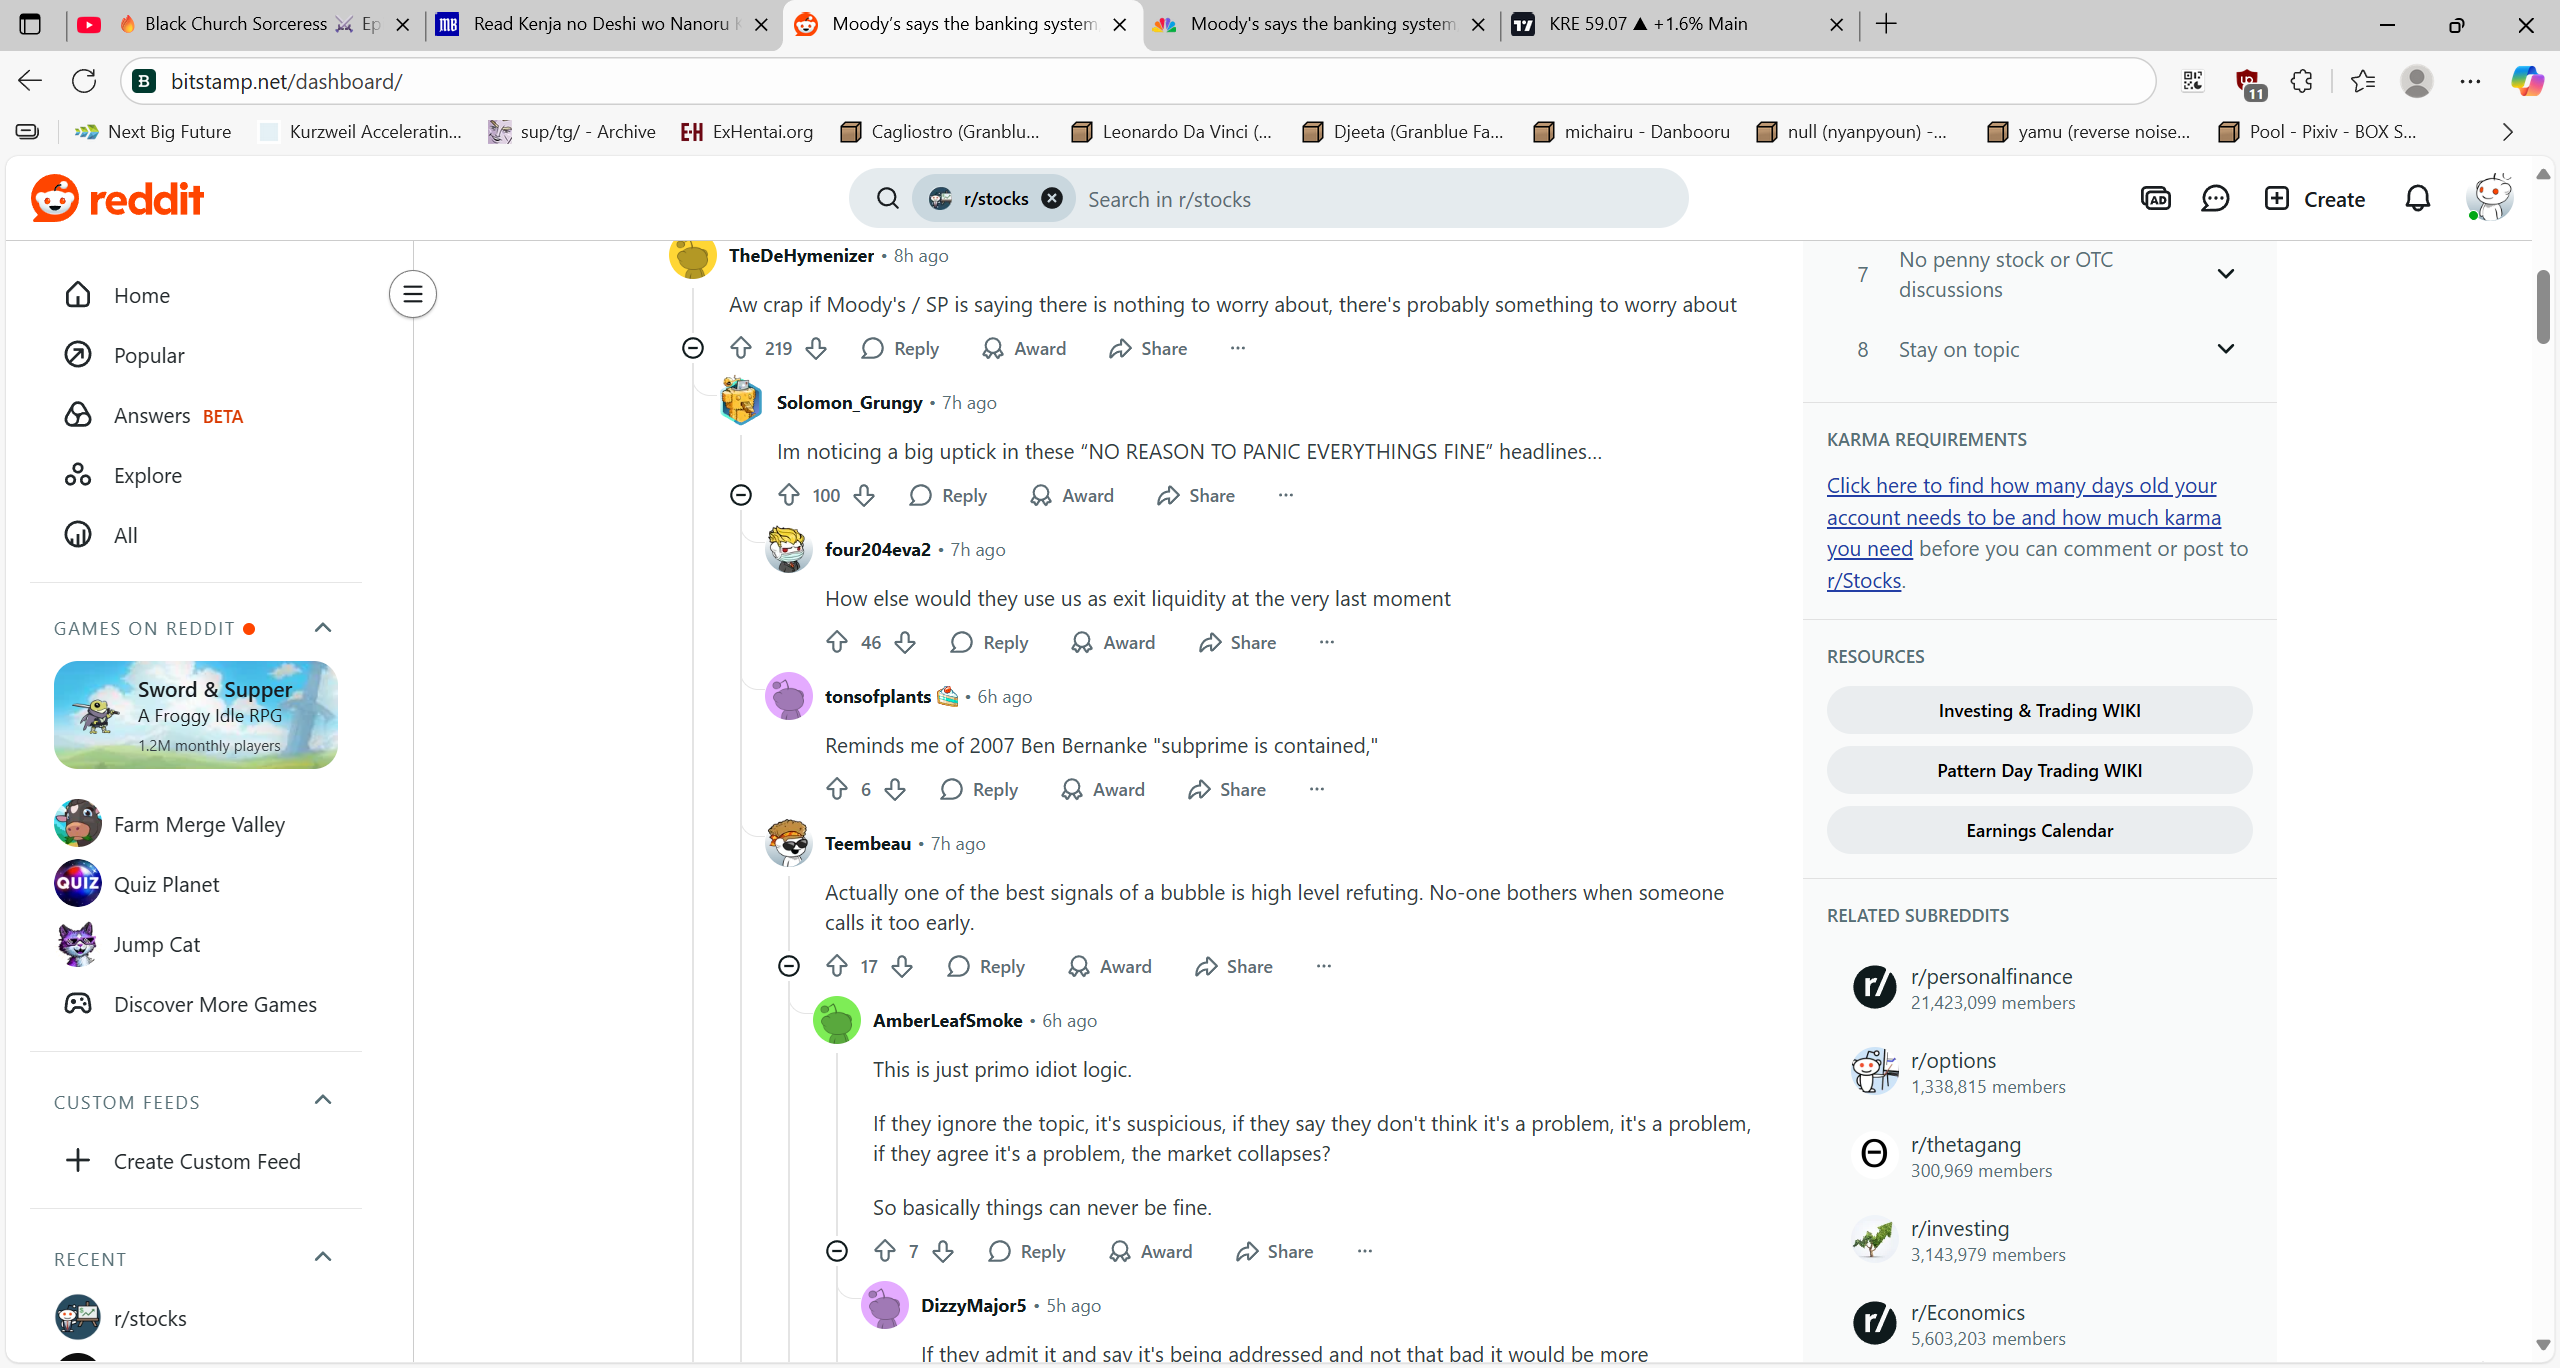 🔥 Black Church Sorceress ⚔ Ep
Read Kenja no Deshi wo Nanoru K
Moody's says the banking system
Moody's says the banking system
KRE 59.07 ▲ +1.6% Main
bitstamp.net/dashboard/
11
Next Big Future
Kurzweil Acceleratin...
sup/tg/ - Archive
E-H ExHentai.org
Cagliostro (Granblu...
Leonardo Da Vinci (...
Djeeta (Granblue Fa...
michairu - Danbooru
null (nyanpyoun) -...
yamu (reverse noise...
Pool - Pixiv - BOX S...
reddit
r/stocks
Search in r/stocks
AD
Create
Home
Popular
Answers BETA
Explore
All
GAMES ON REDDIT
Sword & Supper
A Froggy Idle RPG
1.2M monthly players
Farm Merge Valley
QUIZ
Quiz Planet
Jump Cat
Discover More Games
CUSTOM FEEDS
Create Custom Feed
RECENT
r/stocks
TheDeHymenizer • 8h ago
Aw crap if Moody's / SP is saying there is nothing to worry about, there's probably something to worry about
219 Reply Award Share ...
Solomon_Grungy • 7h ago
Im noticing a big uptick in these “NO REASON TO PANIC EVERYTHINGS FINE” headlines...
100 Reply Award Share ...
four204eva2 • 7h ago
How else would they use us as exit liquidity at the very last moment
46 Reply Award Share ...
tonsofplants 🍰 • 6h ago
Reminds me of 2007 Ben Bernanke "subprime is contained,"
6 Reply Award Share ...
Teembeau • 7h ago
Actually one of the best signals of a bubble is high level refuting. No-one bothers when someone
calls it too early.
17 Reply Award Share ...
AmberLeafSmoke • 6h ago
This is just primo idiot logic.
If they ignore the topic, it's suspicious, if they say they don't think it's a problem, it's a problem,
if they agree it's a problem, the market collapses?
So basically things can never be fine.
7 Reply Award Share ...
DizzyMajor5 • 5h ago
If they admit it and say it's being addressed and not that bad it would be more
7 No penny stock or OTC
discussions
8 Stay on topic
KARMA REQUIREMENTS
Click here to find how many days old your
account needs to be and how much karma
you need before you can comment or post to
r/Stocks.
RESOURCES
Investing & Trading WIKI
Pattern Day Trading WIKI
Earnings Calendar
RELATED SUBREDDITS
r/ r/personalfinance
21,423,099 members
r/options
1,338,815 members
r/thetagang
300,969 members
r/investing
3,143,979 members
r/ r/Economics
5,603,203 members